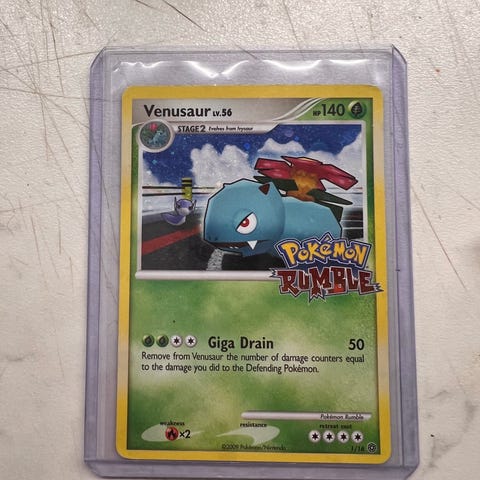 Venusaur LV.56 HP 140
STAGE2 Evolves from Ivysaur
POKéMON
RUMBLE
Giga Drain 50
Remove from Venusaur the number of damage counters equal
to the damage you did to the Defending Pokémon.
Pokémon Rumble
weakness resistance retreat cost
×2
©2009 Pokémon/Nintendo 1/16